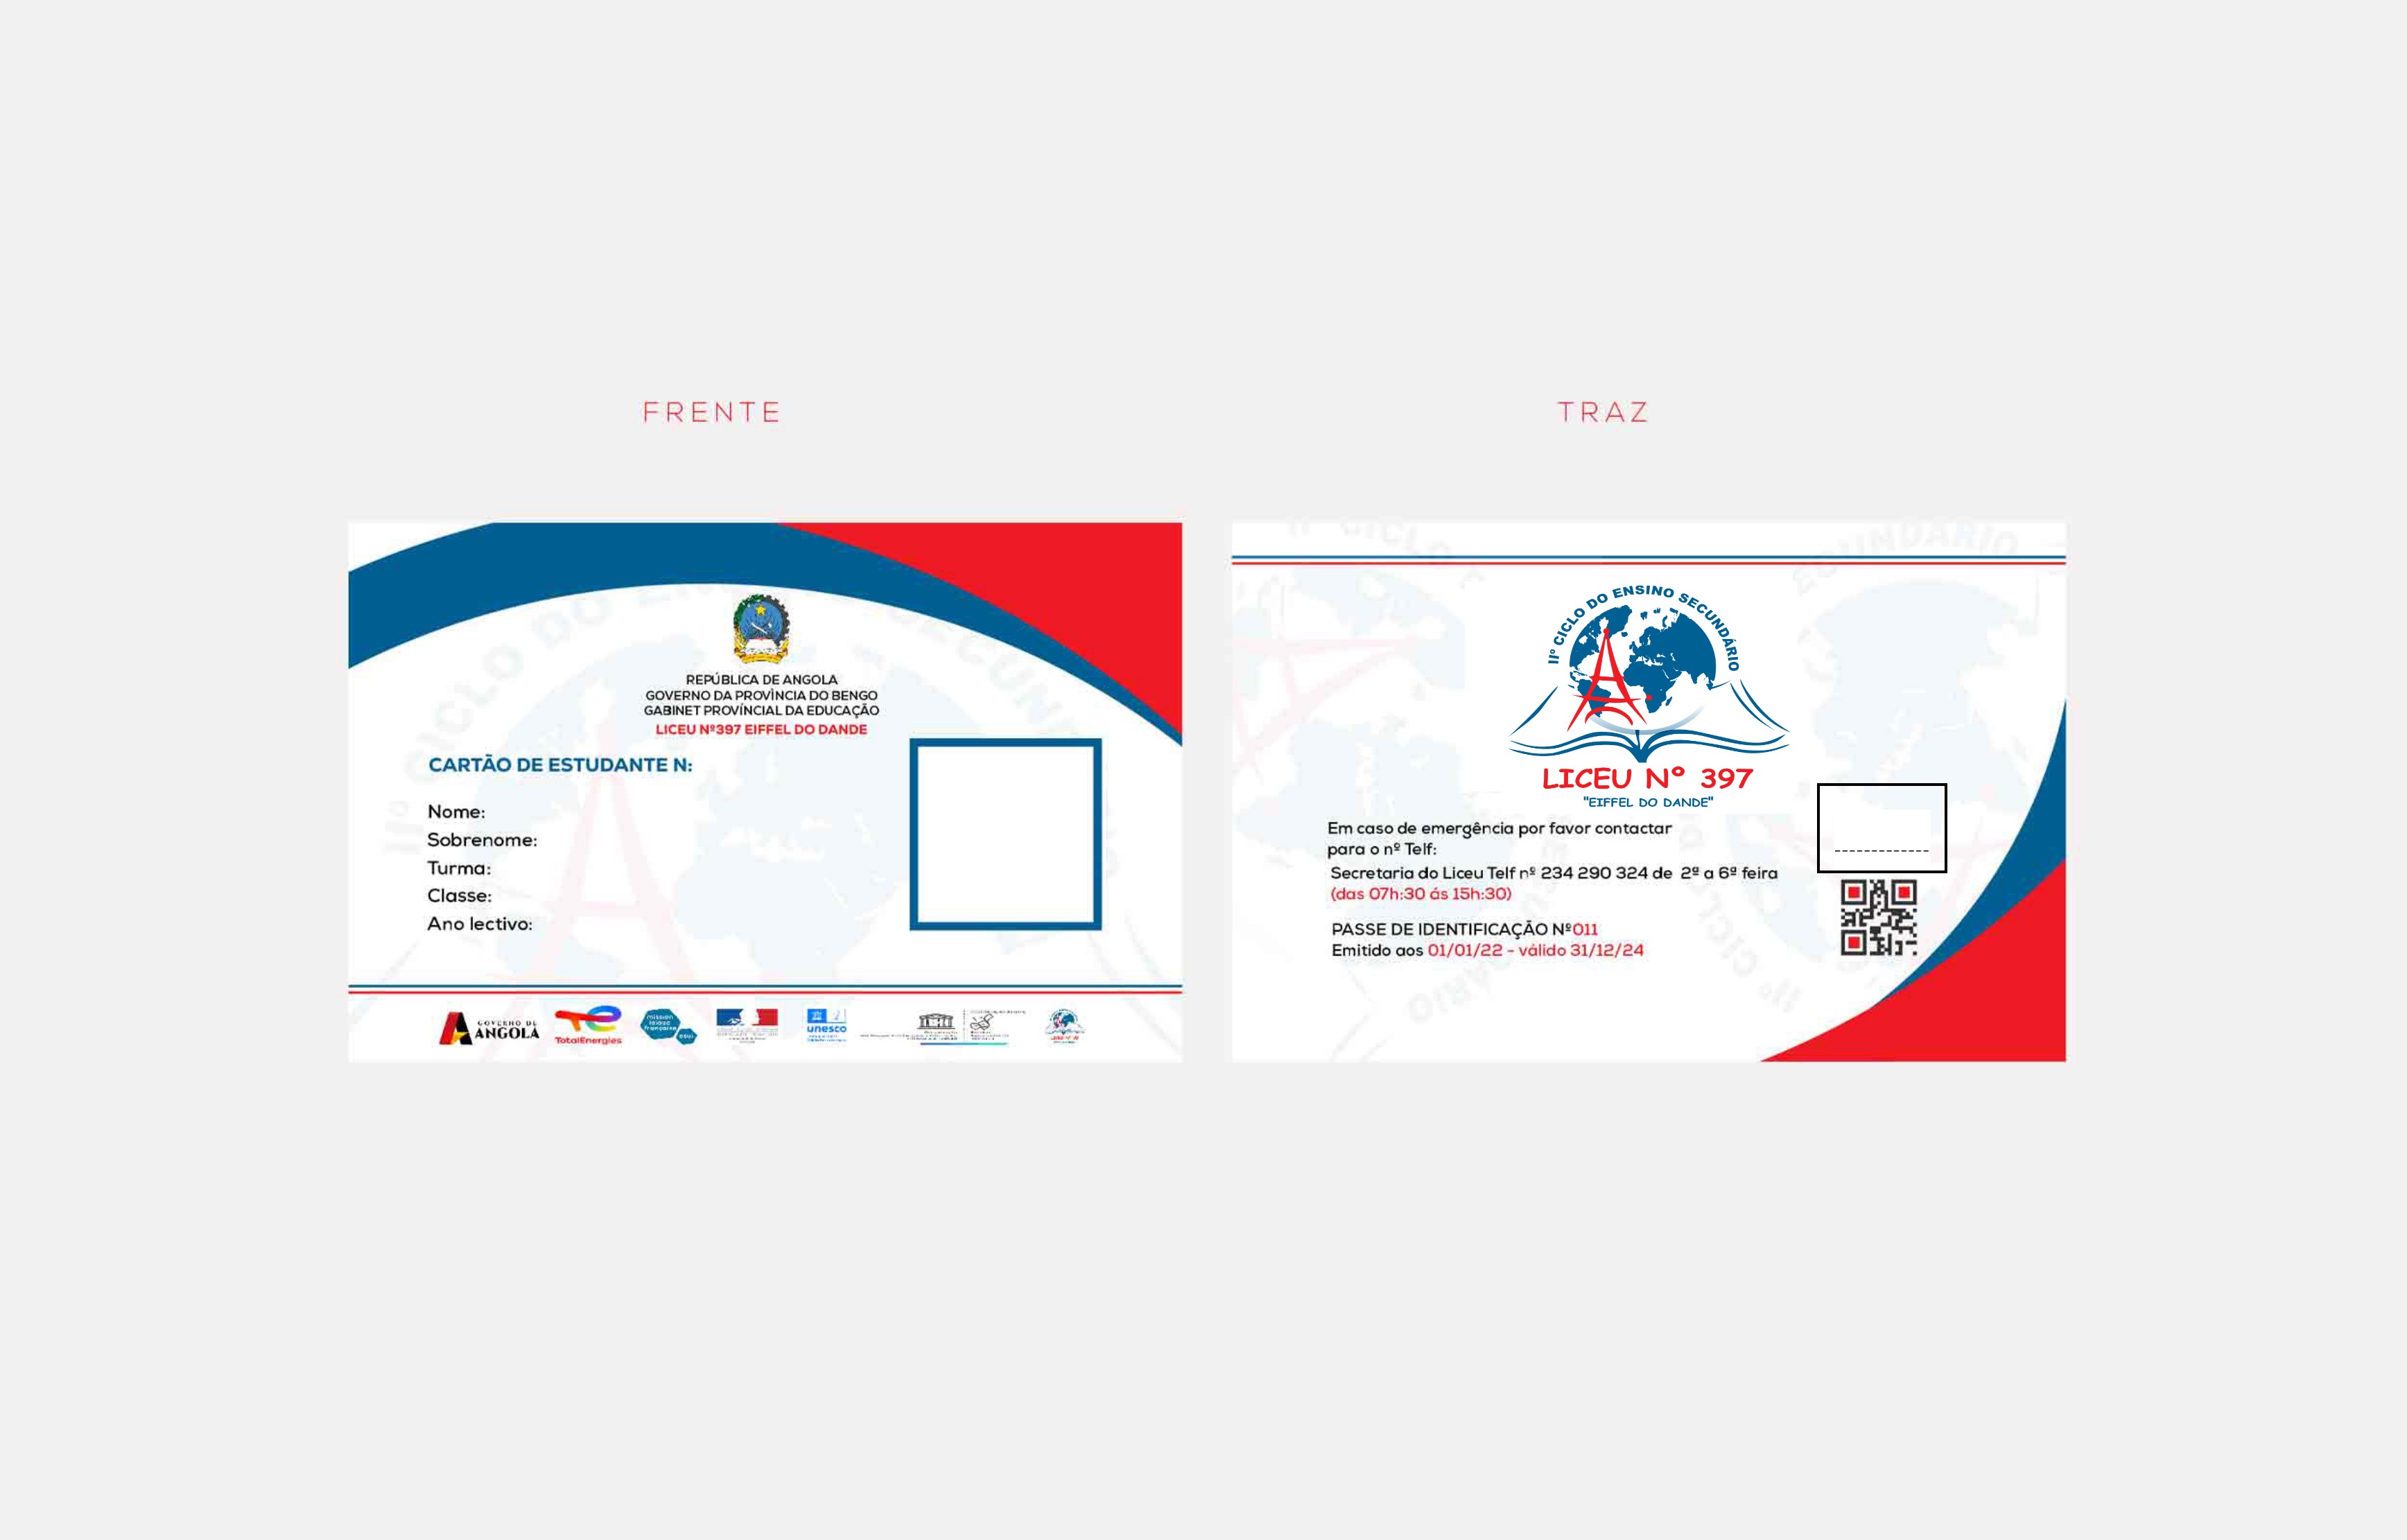 FRENTE
REPÚBLICA DE ANGOLA
GOVERNO DA PROVÌNCIA DO BENGO
GABINET PROVÍNCIAL DA EDUCAÇÃO
LICEU Nº397 EIFFEL DO DANDE
CARTÃO DE ESTUDANTE N:
Nome:
Sobrenome:
Turma:
Classe:
Ano lectivo:
GOVERNO DE
ANGOLA
TotalEnergies
mission
laïque
française
unesco
TRAZ
IIº CICLO DO ENSINO SECUNDÁRIO
LICEU Nº 397
"EIFFEL DO DANDE"
Em caso de emergência por favor contactar
para o nº Telf:
Secretaria do Liceu Telf nº 234 290 324 de 2ª a 6ª feira
(das 07h:30 ás 15h:30)
PASSE DE IDENTIFICAÇÃO Nº011
Emitido aos 01/01/22 - válido 31/12/24